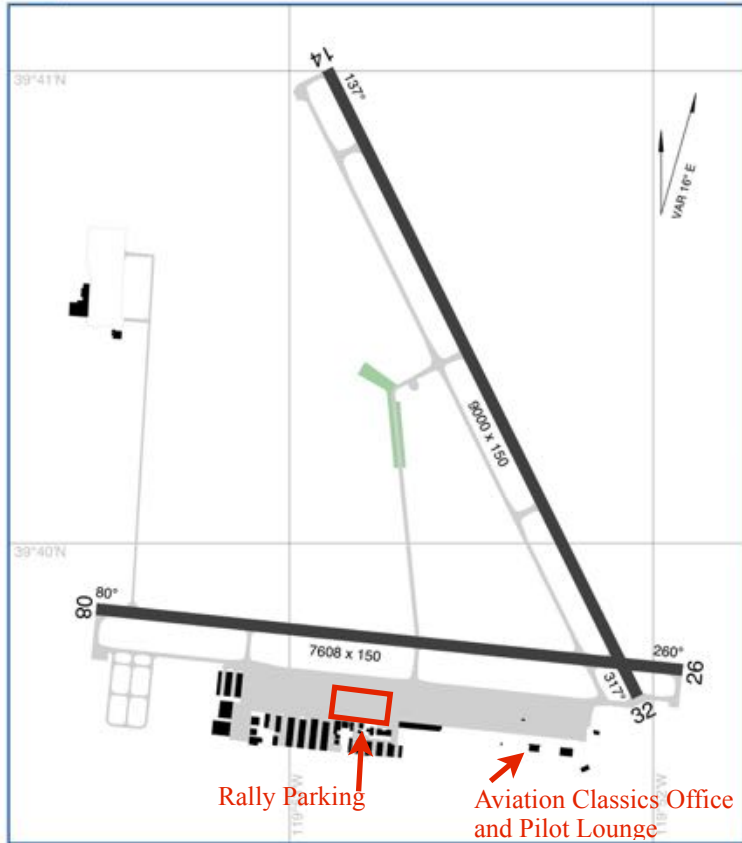 14
39°41'N
137°
VAR 16° E
9000 x 150
39°40'N
80°
08
7608 x 150
260°
26
317°
32
Rally Parking
Aviation Classics Office
and Pilot Lounge